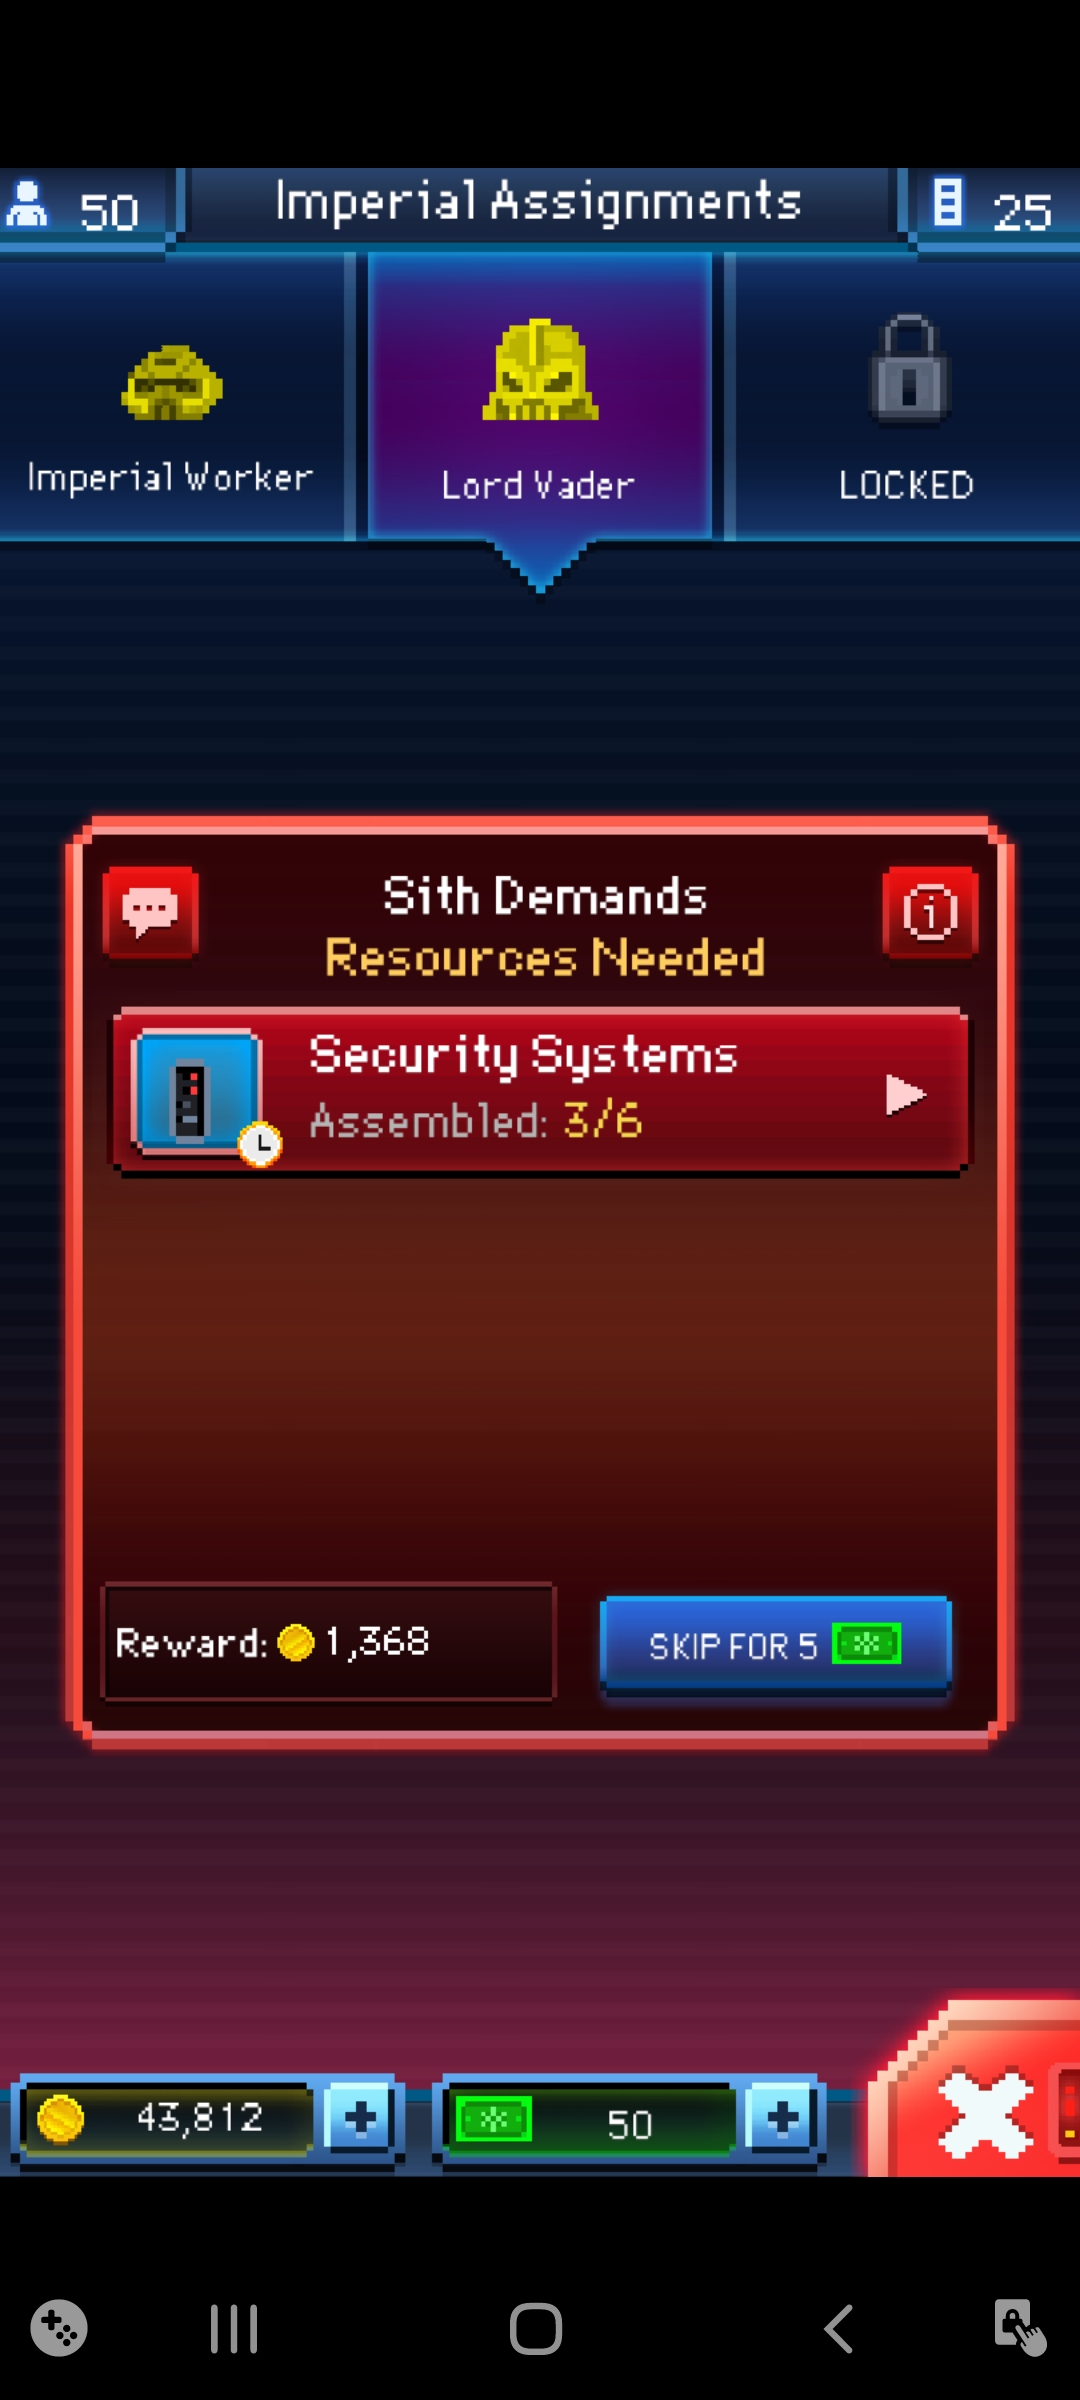 50
Imperial Assignments
25
Imperial Worker
Lord Vader
LOCKED
Sith Demands
Resources Needed
Security Systems
Assembled: 3/6
Reward: 1,368
SKIP FOR 5
43,812
50